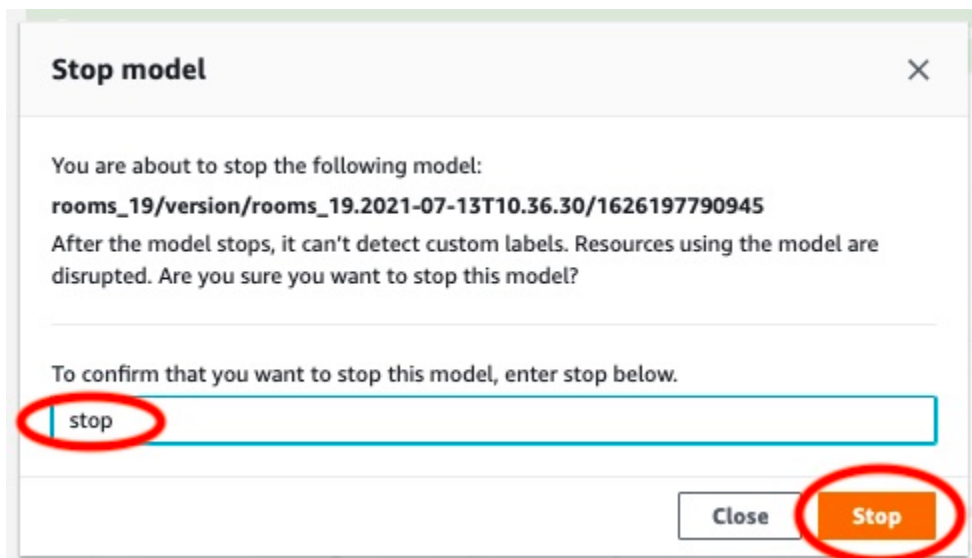 Stop model
You are about to stop the following model:
rooms_19/version/rooms_19.2021-07-13T10.36.30/1626197790945
After the model stops, it can't detect custom labels. Resources using the model are
disrupted. Are you sure you want to stop this model?
To confirm that you want to stop this model, enter stop below.
stop
Close Stop